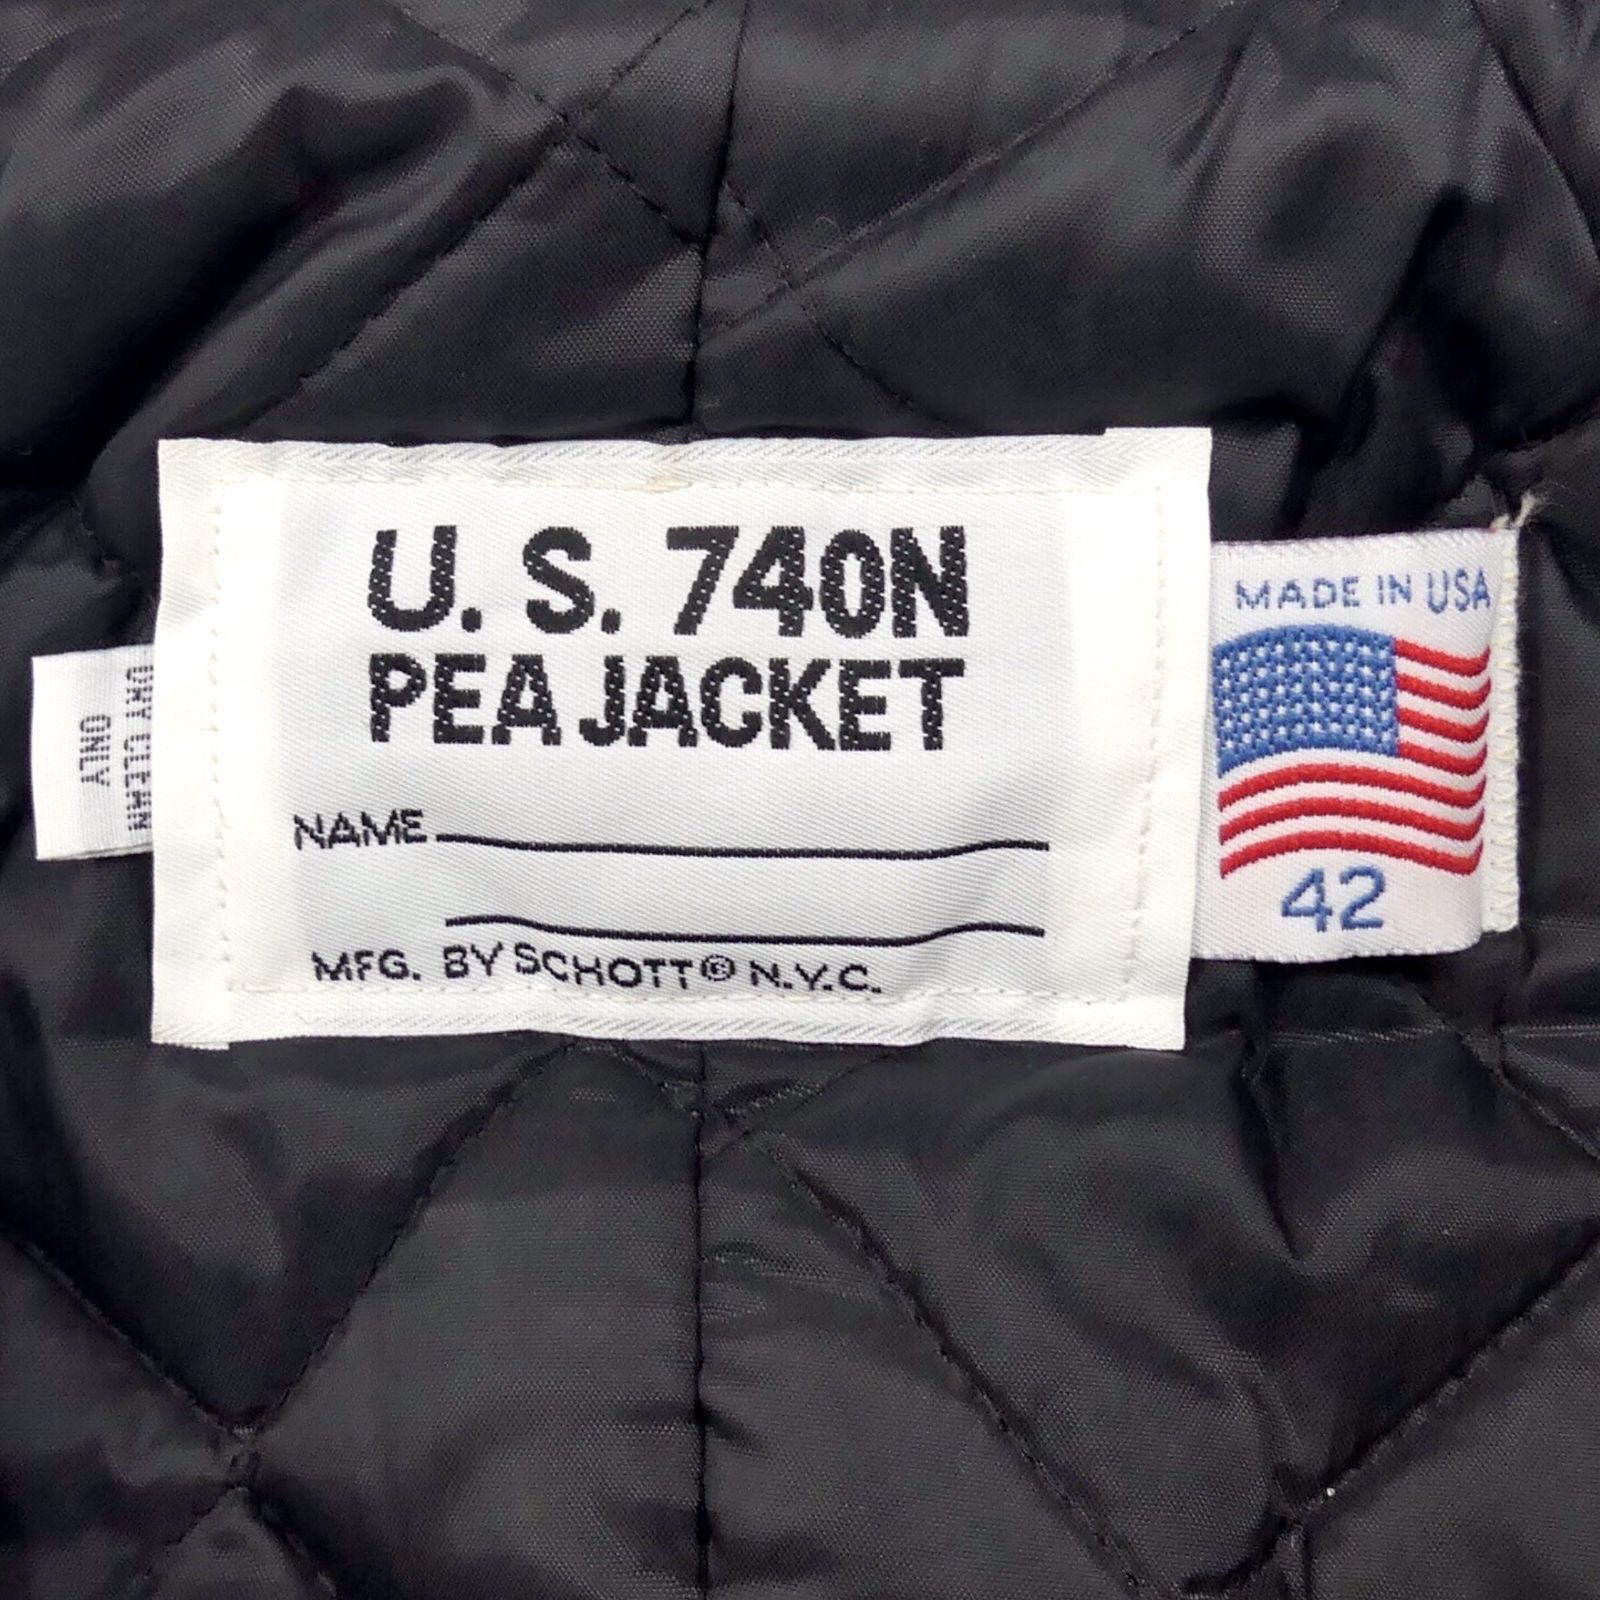 U. S. 740N
PEA JACKET
NAME
MFG. BY SCHOTT® N.Y.C.
MADE IN USA
42
DRY CLEAN
ONLY